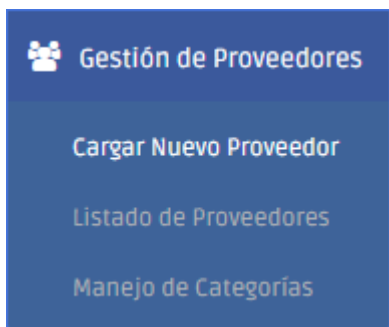 Gestión de Proveedores
Cargar Nuevo Proveedor
Listado de Proveedores
Manejo de Categorías